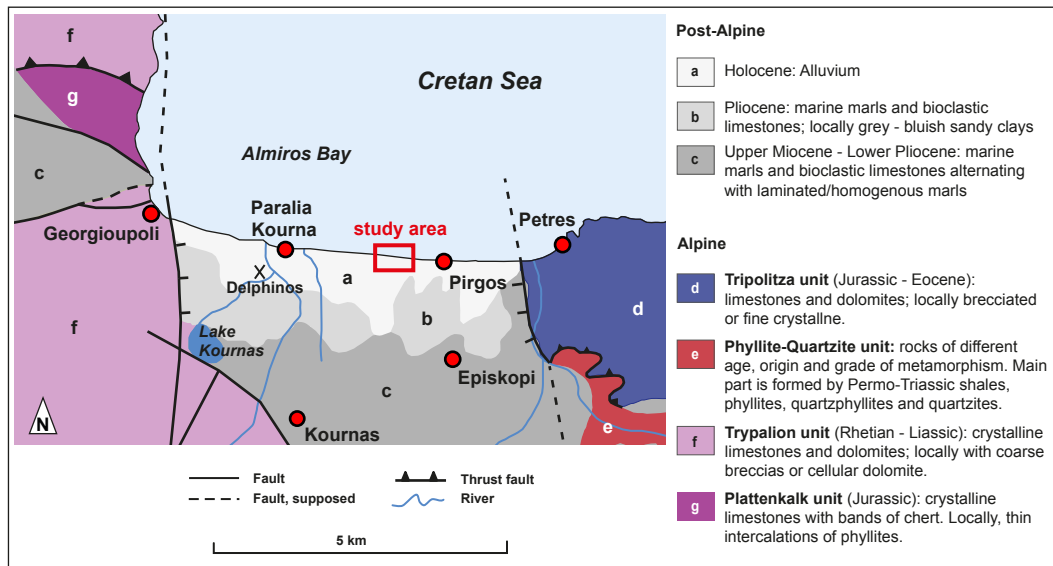 f
g
c
Cretan Sea
Almiros Bay
Georgioupoli
Paralia
Kourna
study area
Petres
Delphinos
a
Pirgos
d
b
f
Lake
Kournas
Episkopi
c
N
Kournas
e
Fault
Thrust fault
Fault, supposed
River
5 km
Post-Alpine
a
Holocene: Alluvium
b
Pliocene: marine marls and bioclastic
limestones; locally grey - bluish sandy clays
c
Upper Miocene - Lower Pliocene: marine
marls and bioclastic limestones alternating
with laminated/homogenous marls
Alpine
d
Tripolitza unit (Jurassic - Eocene):
limestones and dolomites; locally brecciated
or fine crystallne.
e
Phyllite-Quartzite unit: rocks of different
age, origin and grade of metamorphism. Main
part is formed by Permo-Triassic shales,
phyllites, quartzphyllites and quartzites.
f
Trypalion unit (Rhetian - Liassic): crystalline
limestones and dolomites; locally with coarse
breccias or cellular dolomite.
g
Plattenkalk unit (Jurassic): crystalline
limestones with bands of chert. Locally, thin
intercalations of phyllites.